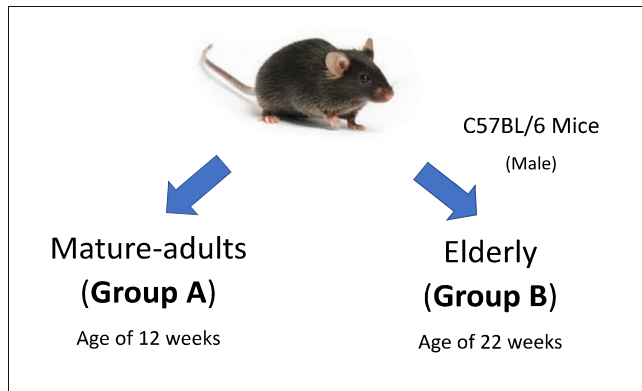 C57BL/6 Mice
(Male)
Mature-adults
(Group A)
Age of 12 weeks
Elderly
(Group B)
Age of 22 weeks